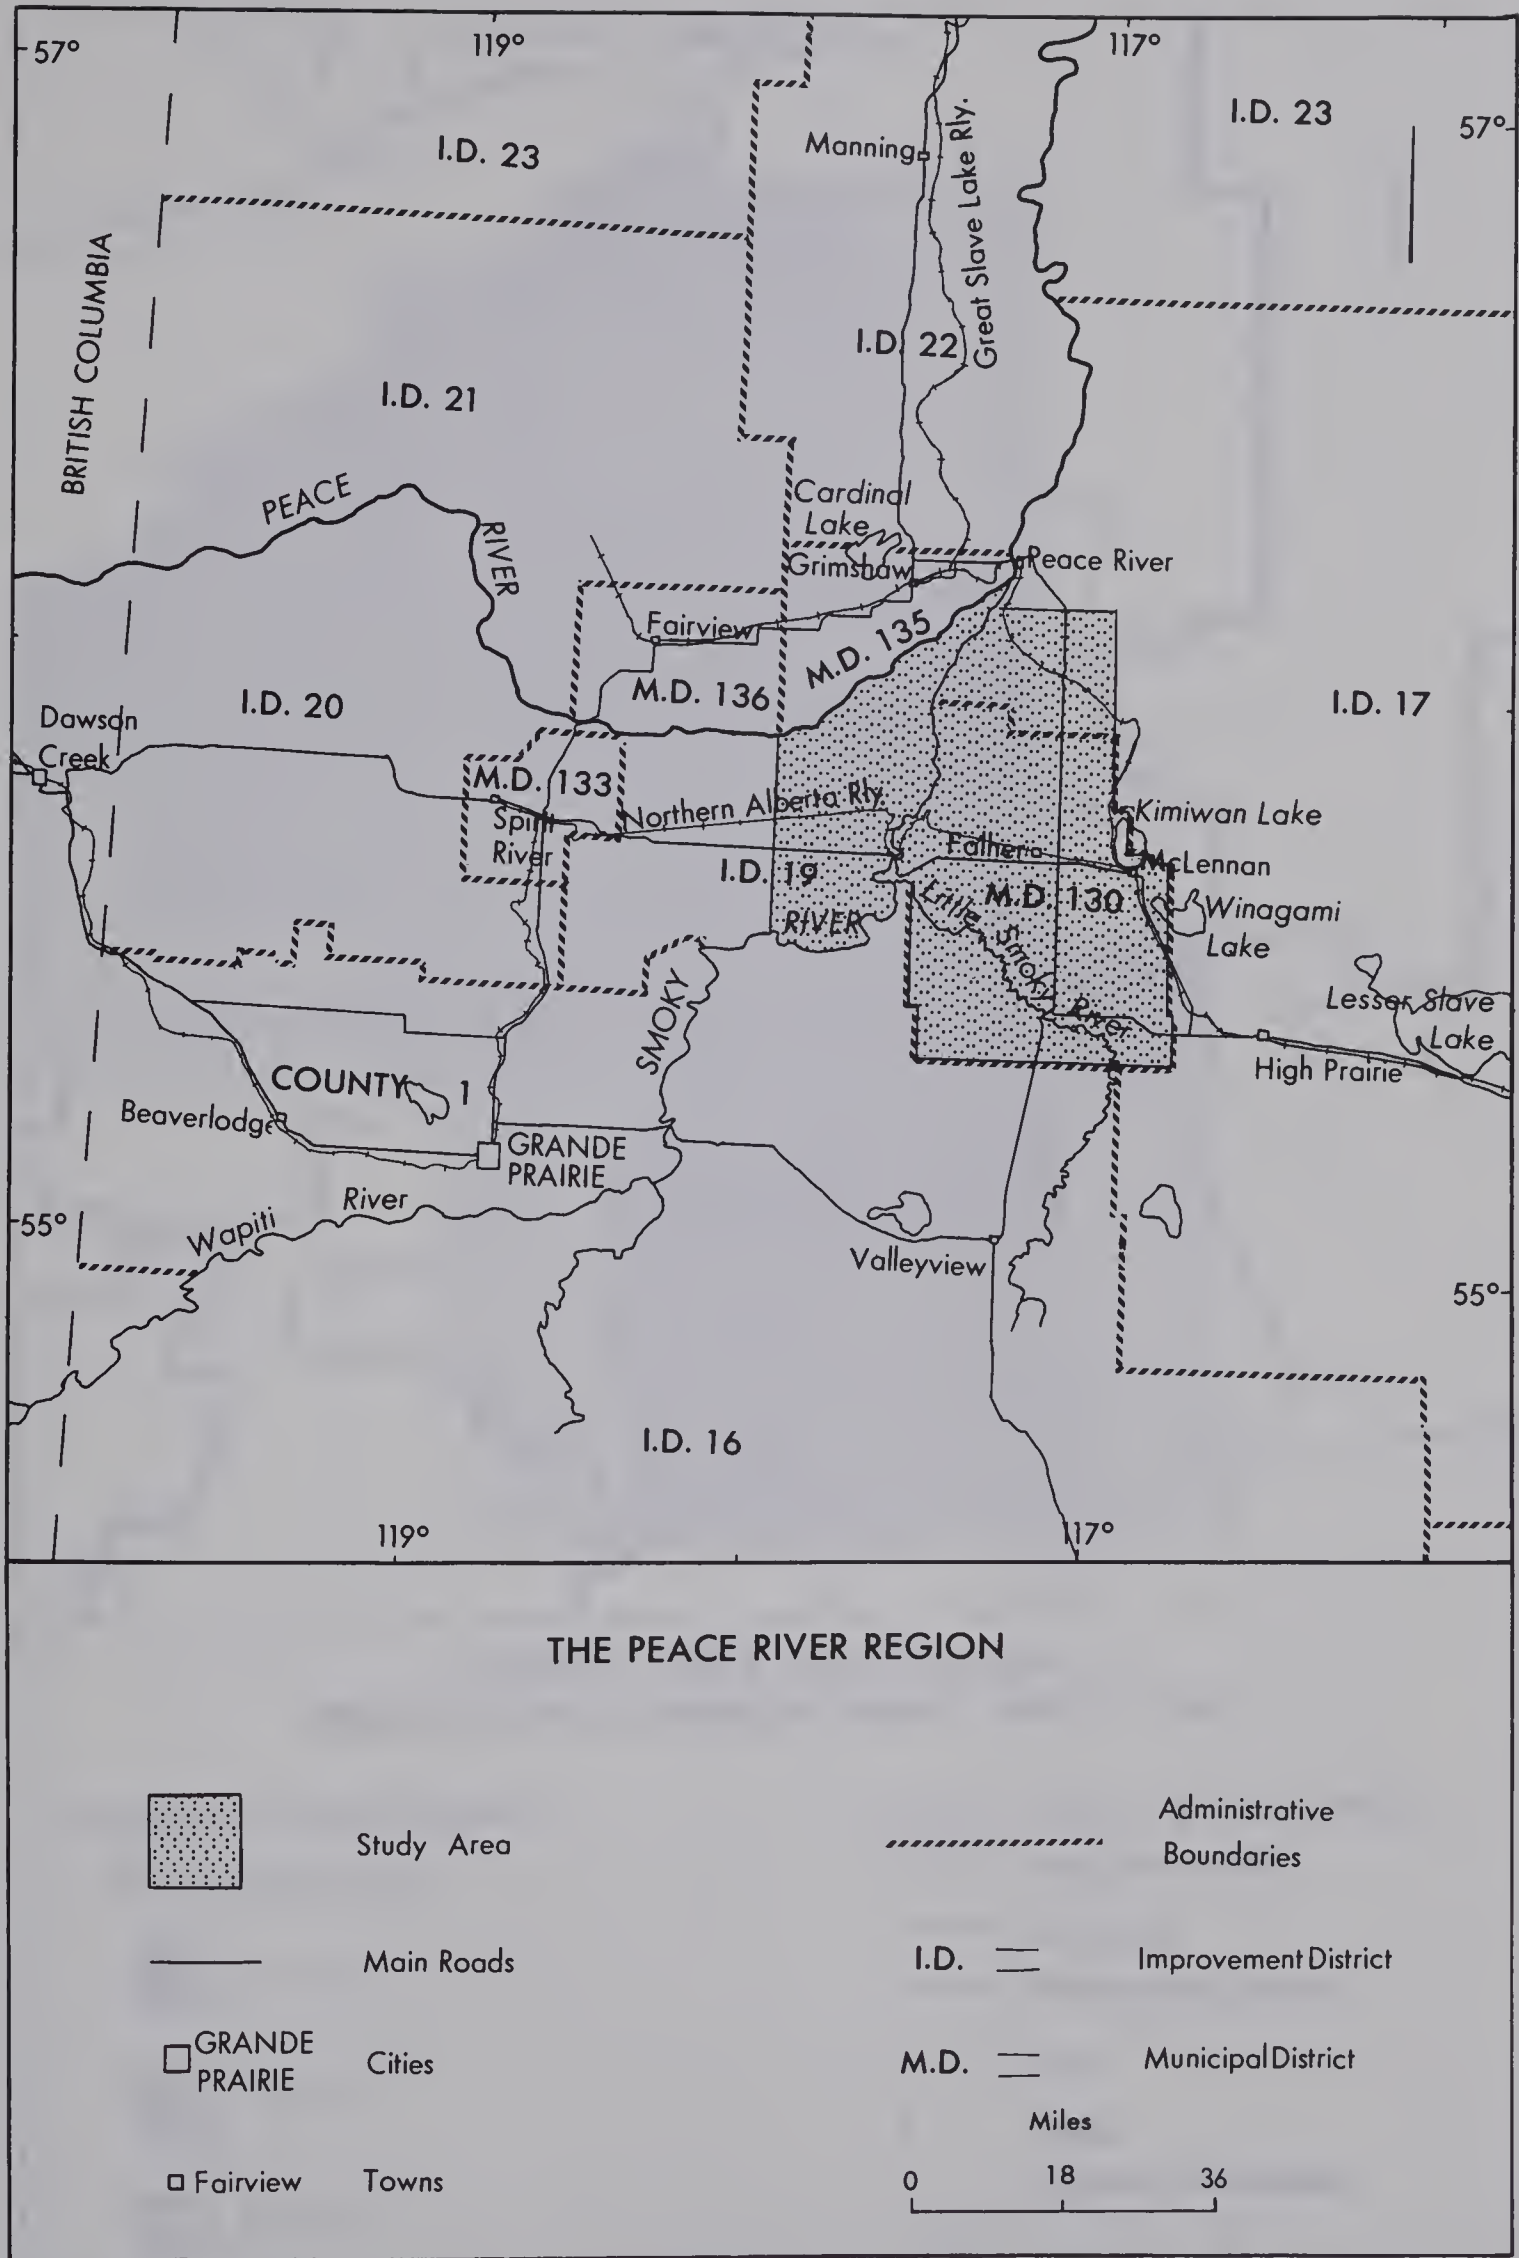 57°
119°
117°
I.D. 23
57°
Manning
I.D. 23
Great Slave Lake Rly.
BRITISH COLUMBIA
I.D. 22
I.D. 21
PEACE
RIVER
Cardinal
Lake
Grimshaw
Peace River
Fairview
M.D. 135
M.D. 136
I.D. 20
I.D. 17
Dawson
Creek
M.D. 133
Spirit
River
Northern Alberta Rly.
Kimiwan Lake
Falher
McLennan
I.D. 19
M.D. 130
Little Smoky River
Winagami
Lake
RIVER
SMOKY
Lesser Slave
Lake
High Prairie
COUNTY 1
Beaverlodge
GRANDE
PRAIRIE
River
Wapiti
55°
Valleyview
55°
I.D. 16
119°
117°
THE PEACE RIVER REGION
Study Area
Administrative
Boundaries
Main Roads
I.D. = Improvement District
GRANDE
PRAIRIE
Cities
M.D. = Municipal District
Miles
Fairview Towns
0 18 36